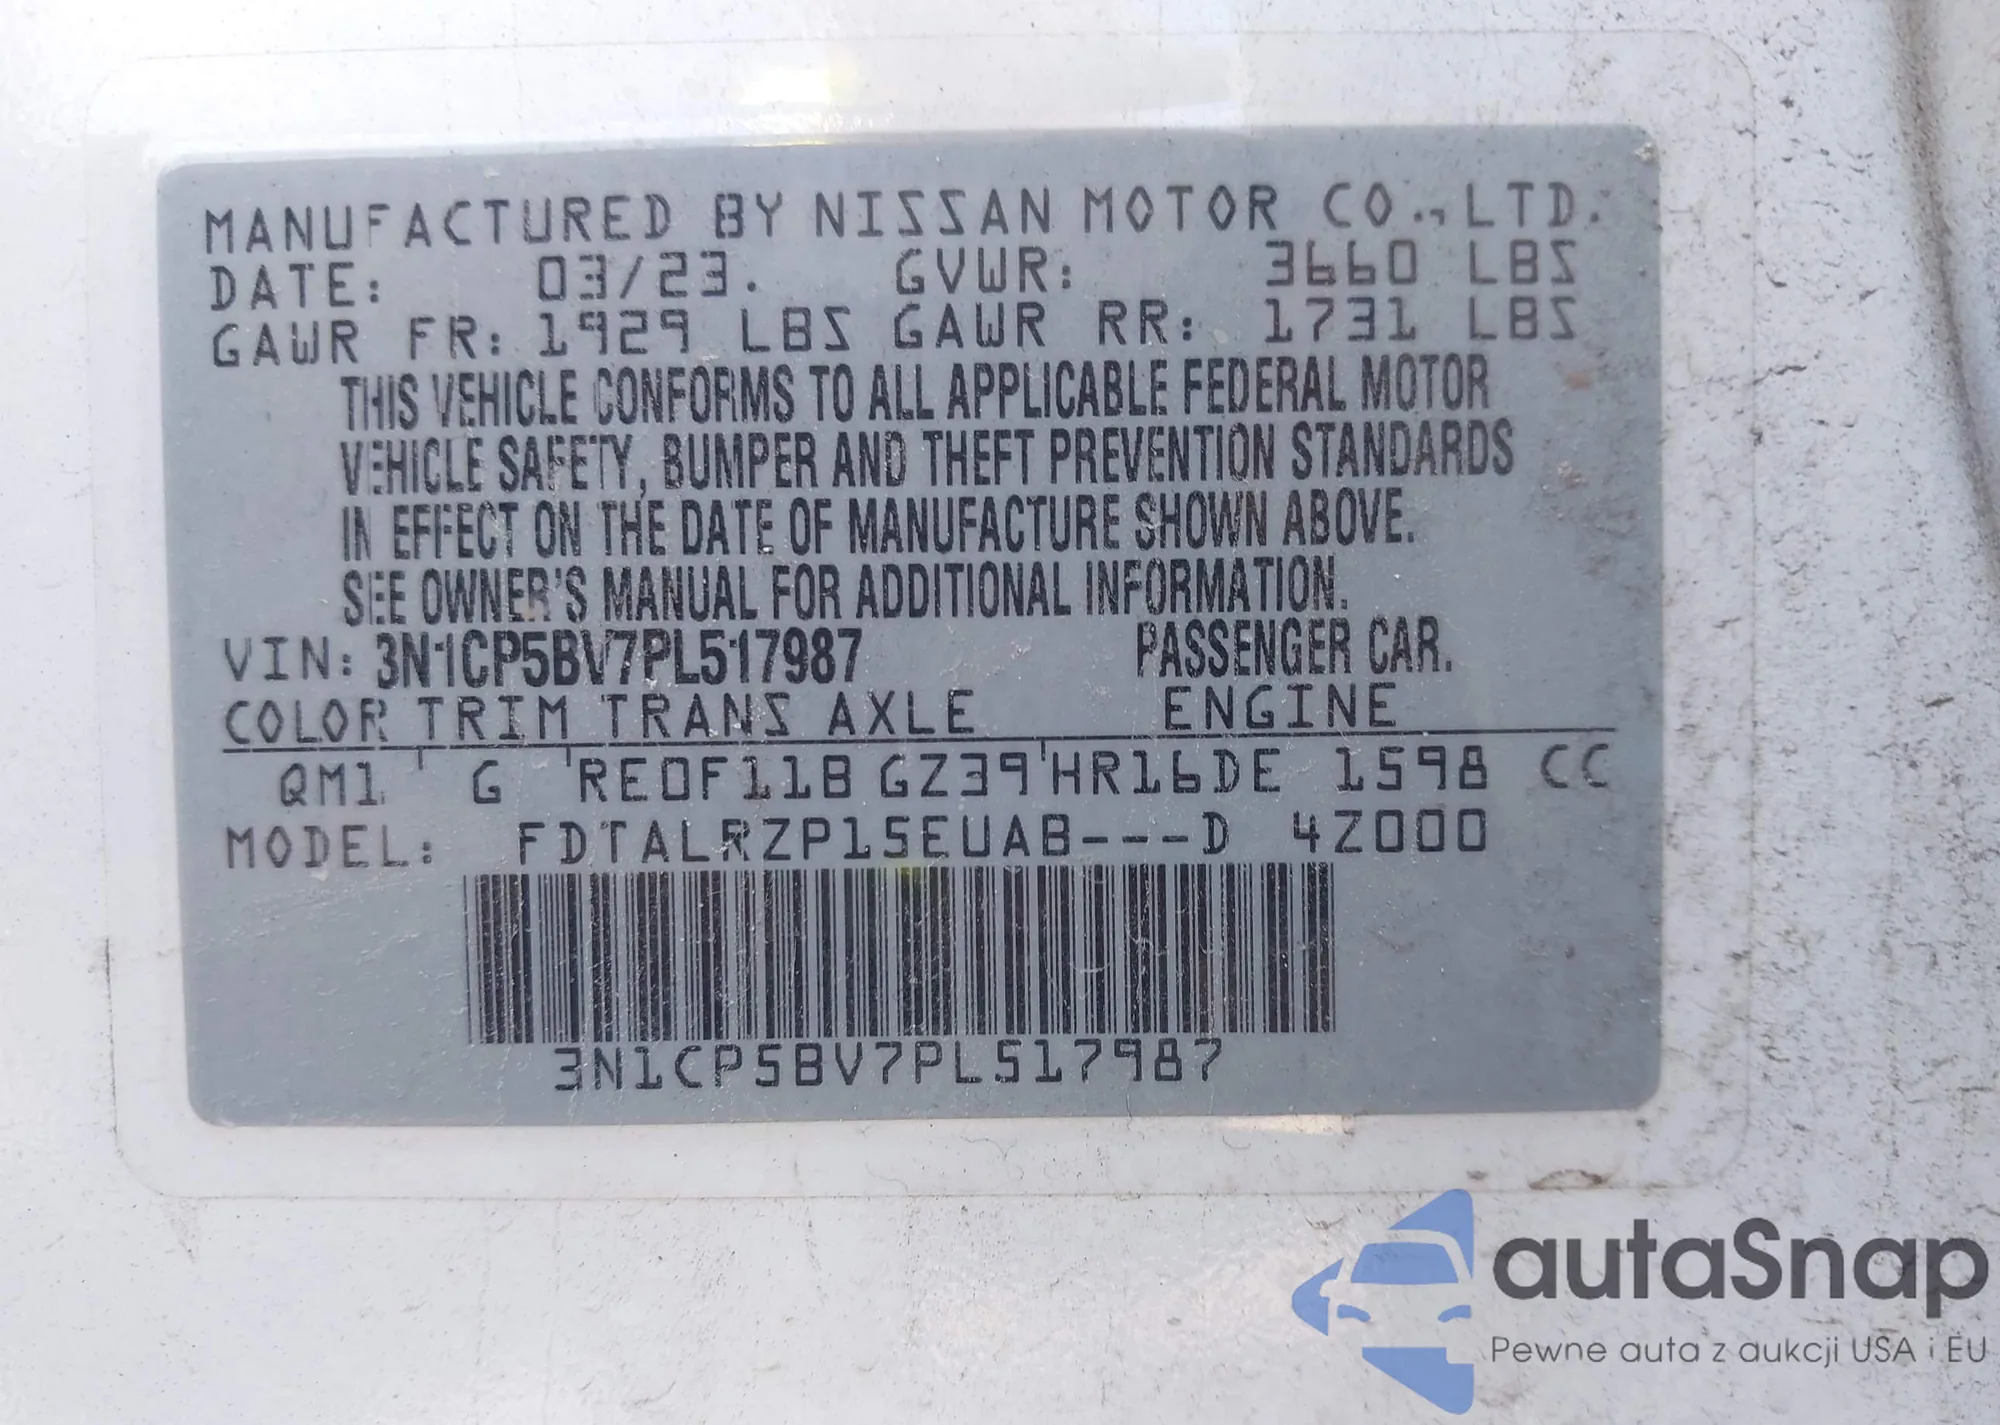 MANUFACTURED BY NISSAN MOTOR CO., LTD.
DATE: 03/23. GVWR: 3660 LBS
GAWR FR: 1929 LBS GAWR RR: 1731 LBS
THIS VEHICLE CONFORMS TO ALL APPLICABLE FEDERAL MOTOR
VEHICLE SAFETY, BUMPER AND THEFT PREVENTION STANDARDS
IN EFFECT ON THE DATE OF MANUFACTURE SHOWN ABOVE.
SEE OWNER'S MANUAL FOR ADDITIONAL INFORMATION.
VIN: 3N1CP5BV7PL517987 PASSENGER CAR.
COLOR TRIM TRANS AXLE ENGINE
QM1 G RE0F11B GZ39 HR16DE 1598 CC
MODEL: FDTALRZP15EUAB---D 4Z000
3N1CP5BV7PL517987
autaSnap
Pewne auta z aukcji USA i EU